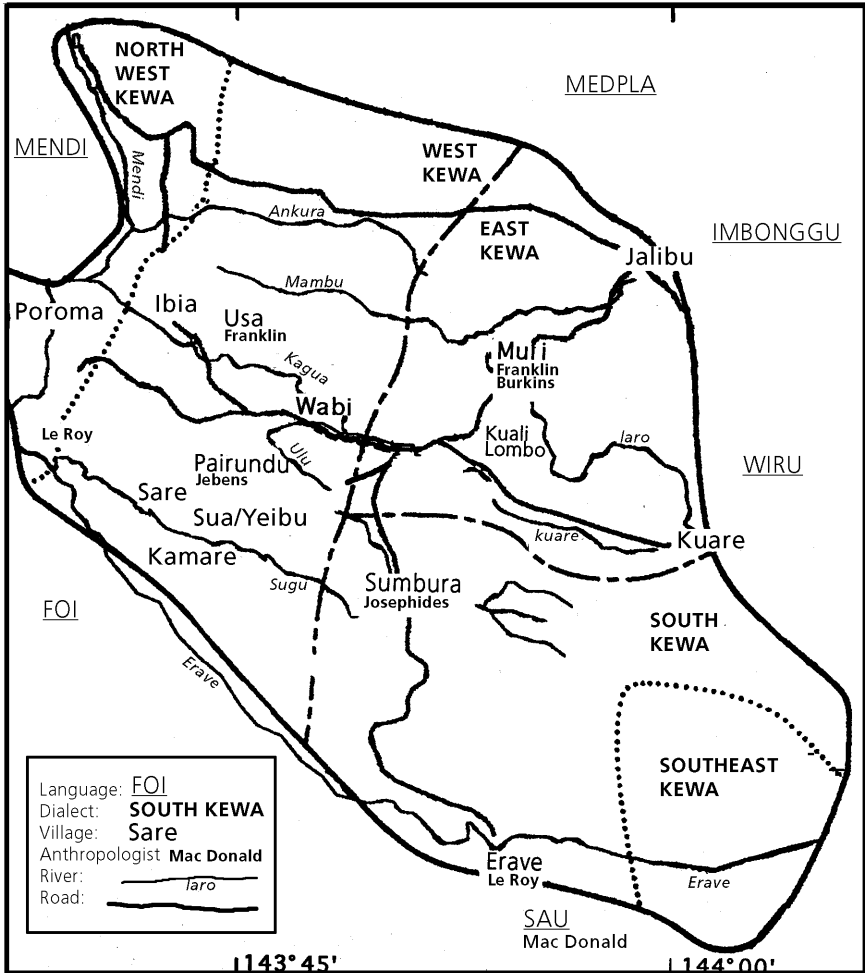 NORTH
WEST
KEWA
MEDPLA
MENDI
Mendi
WEST
KEWA
Ankura
EAST
KEWA
IMBONGGU
Jalibu
Mambu
Poroma
Ibia
Usa
Franklin
Muli
Franklin
Burkins
Kagua
Wabi
Le Roy
Kuali
Lombo
Iaro
Ulu
Pairundu
Jebens
WIRU
Sare
Sua/Yeibu
kuare
Kuare
Kamare
Sugu
Sumbura
Josephides
FOI
SOUTH
KEWA
Erave
SOUTHEAST
KEWA
Language: FOI
Dialect: SOUTH KEWA
Village: Sare
Anthropologist Mac Donald
River: Iaro
Road:
Erave
Le Roy
Erave
SAU
Mac Donald
143°45'
144°00'